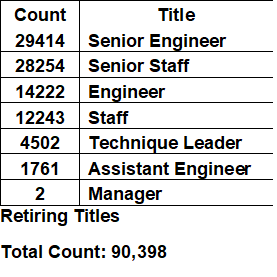 Count Title
29414 Senior Engineer
28254 Senior Staff
14222 Engineer
12243 Staff
4502 Technique Leader
1761 Assistant Engineer
2 Manager
Retiring Titles
Total Count: 90,398